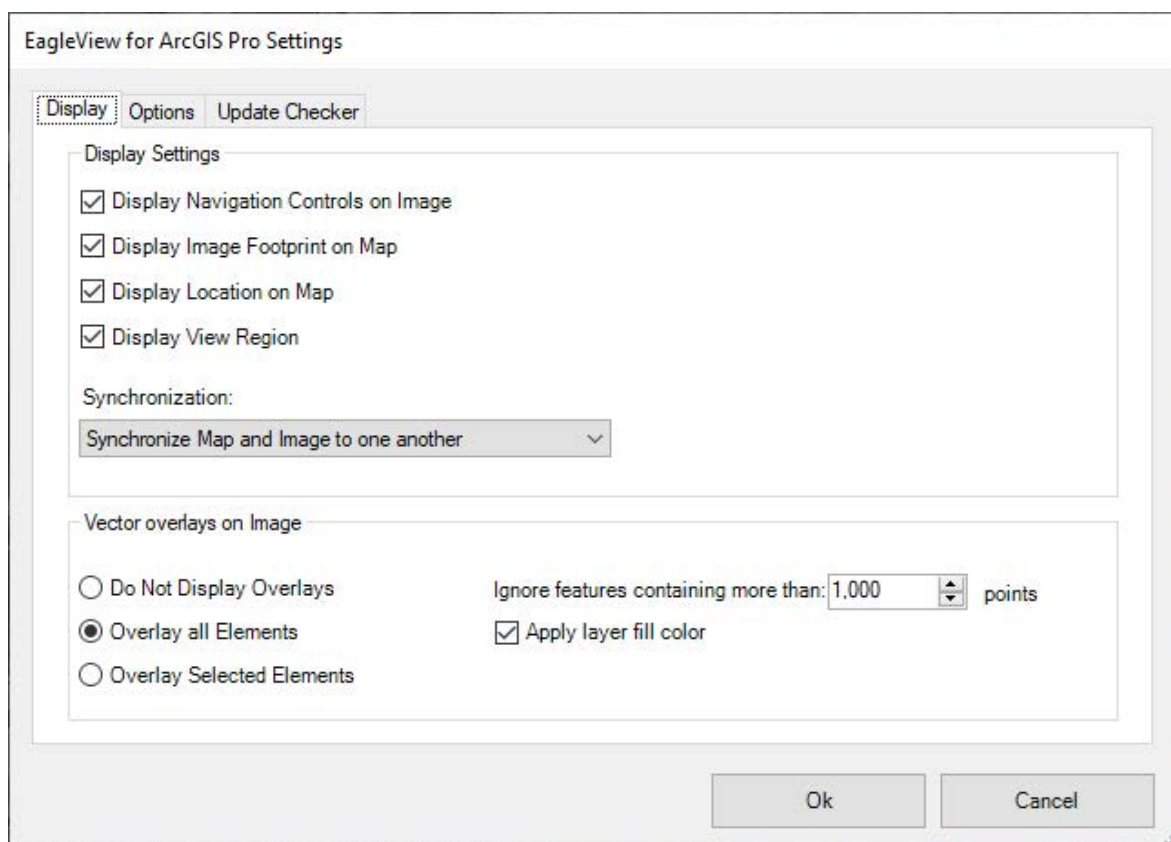 EagleView for ArcGIS Pro Settings
Display Options Update Checker
Display Settings
Display Navigation Controls on Image
Display Image Footprint on Map
Display Location on Map
Display View Region
Synchronization:
Synchronize Map and Image to one another
Vector overlays on Image
Do Not Display Overlays Ignore features containing more than: 1,000 points
Overlay all Elements Apply layer fill color
Overlay Selected Elements
Ok Cancel